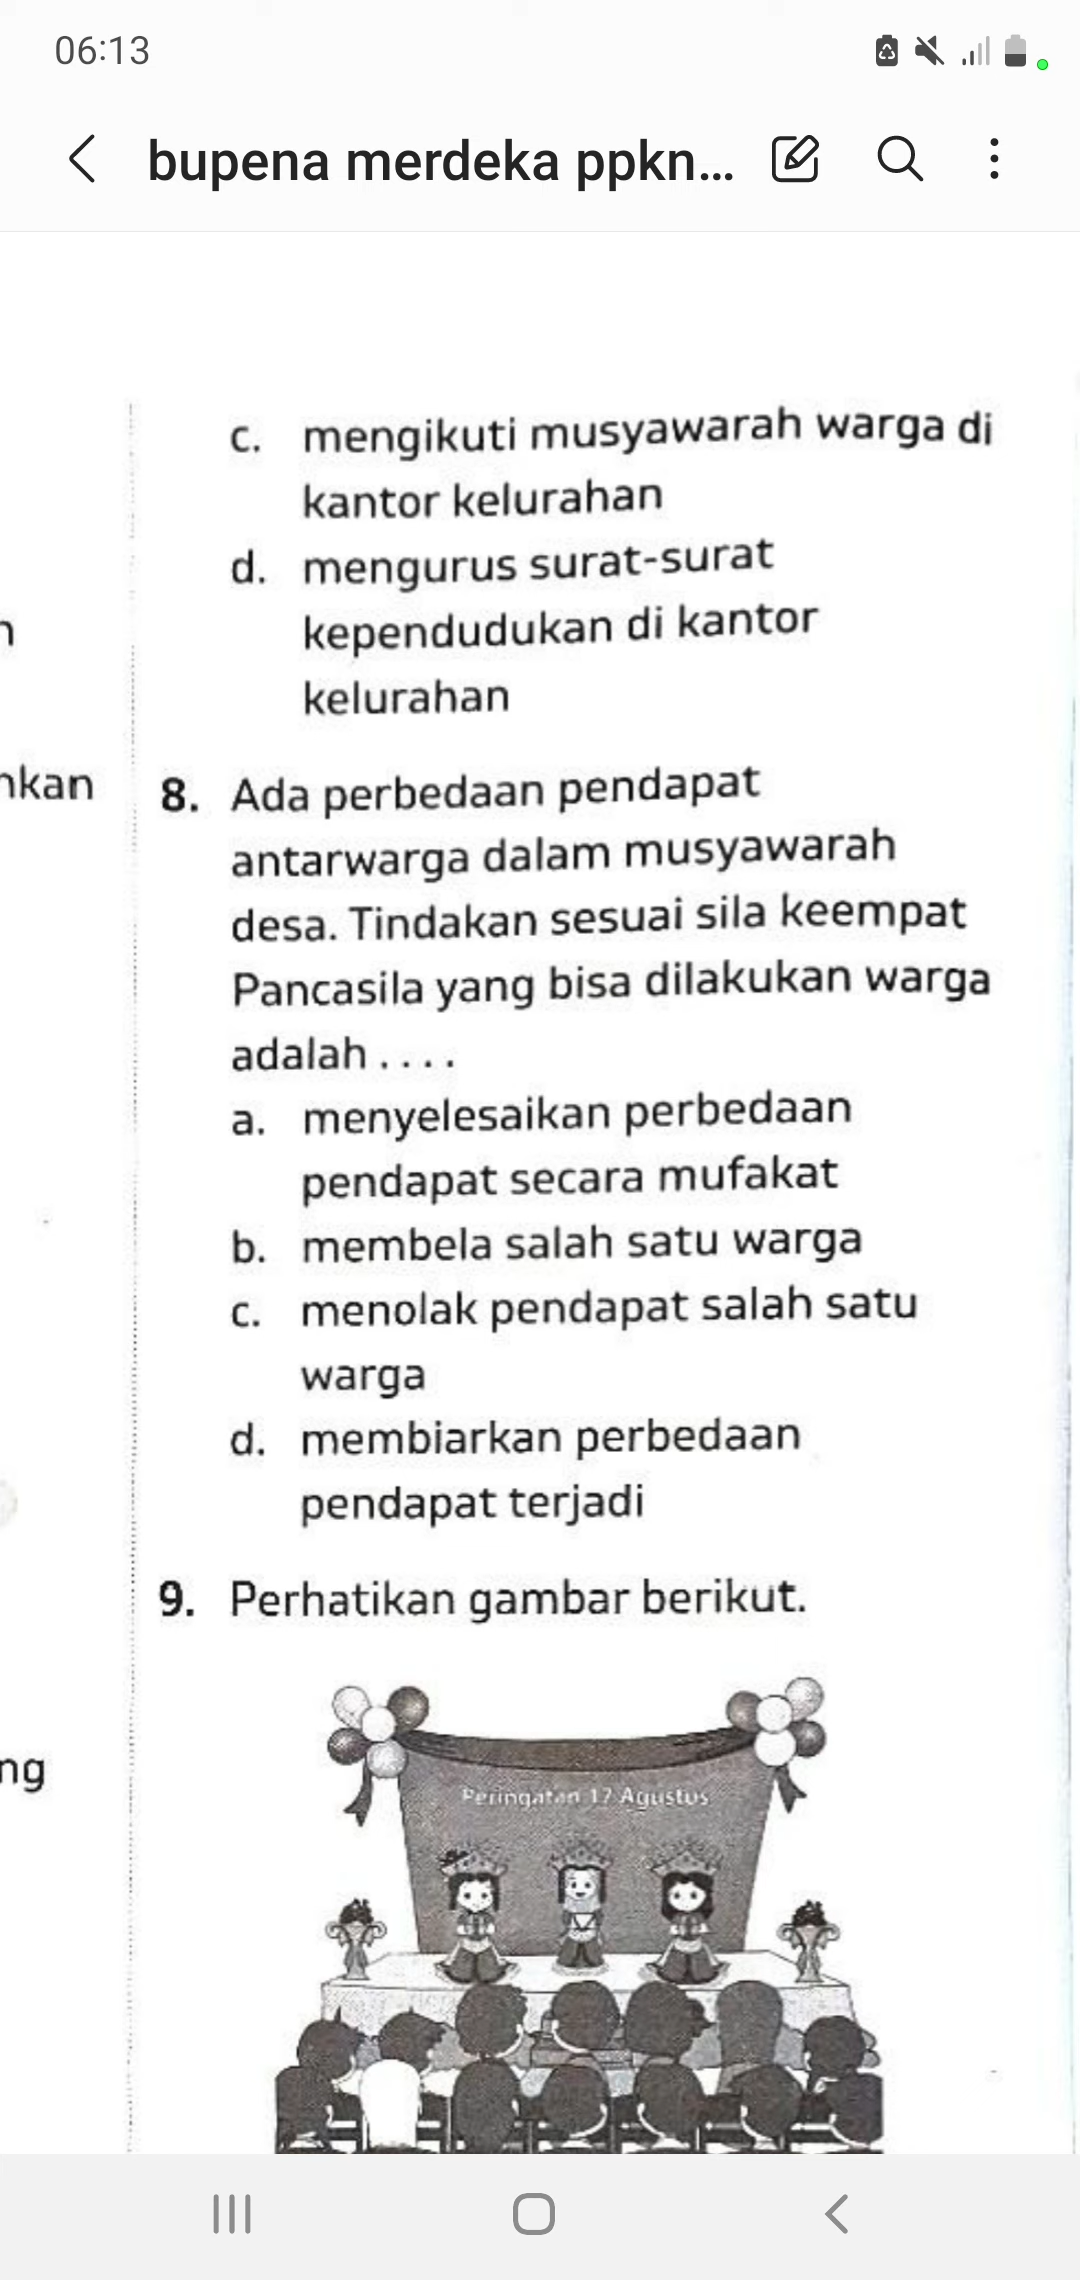 06:13
bupena merdeka ppkn...
c. mengikuti musyawarah warga di
kantor kelurahan
d. mengurus surat-surat
kependudukan di kantor
kelurahan
8. Ada perbedaan pendapat
antarwarga dalam musyawarah
desa. Tindakan sesuai sila keempat
Pancasila yang bisa dilakukan warga
adalah . . . .
a. menyelesaikan perbedaan
pendapat secara mufakat
b. membela salah satu warga
c. menolak pendapat salah satu
warga
d. membiarkan perbedaan
pendapat terjadi
9. Perhatikan gambar berikut.
Peringatan 17 Agustus